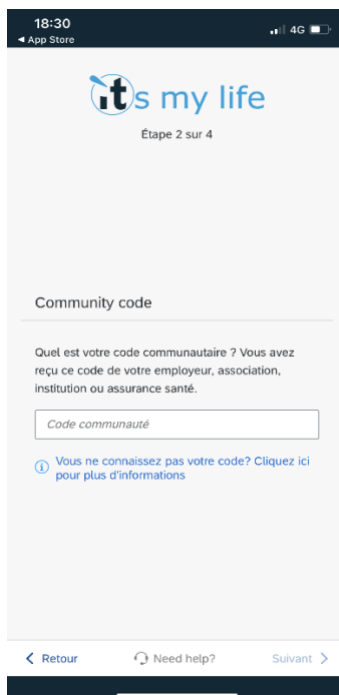 18:30
◀ App Store
4G
its my life
Étape 2 sur 4
Community code
Quel est votre code communautaire ? Vous avez
reçu ce code de votre employeur, association,
institution ou assurance santé.
Code communauté
Vous ne connaissez pas votre code? Cliquez ici
pour plus d'informations
Retour
Need help?
Suivant